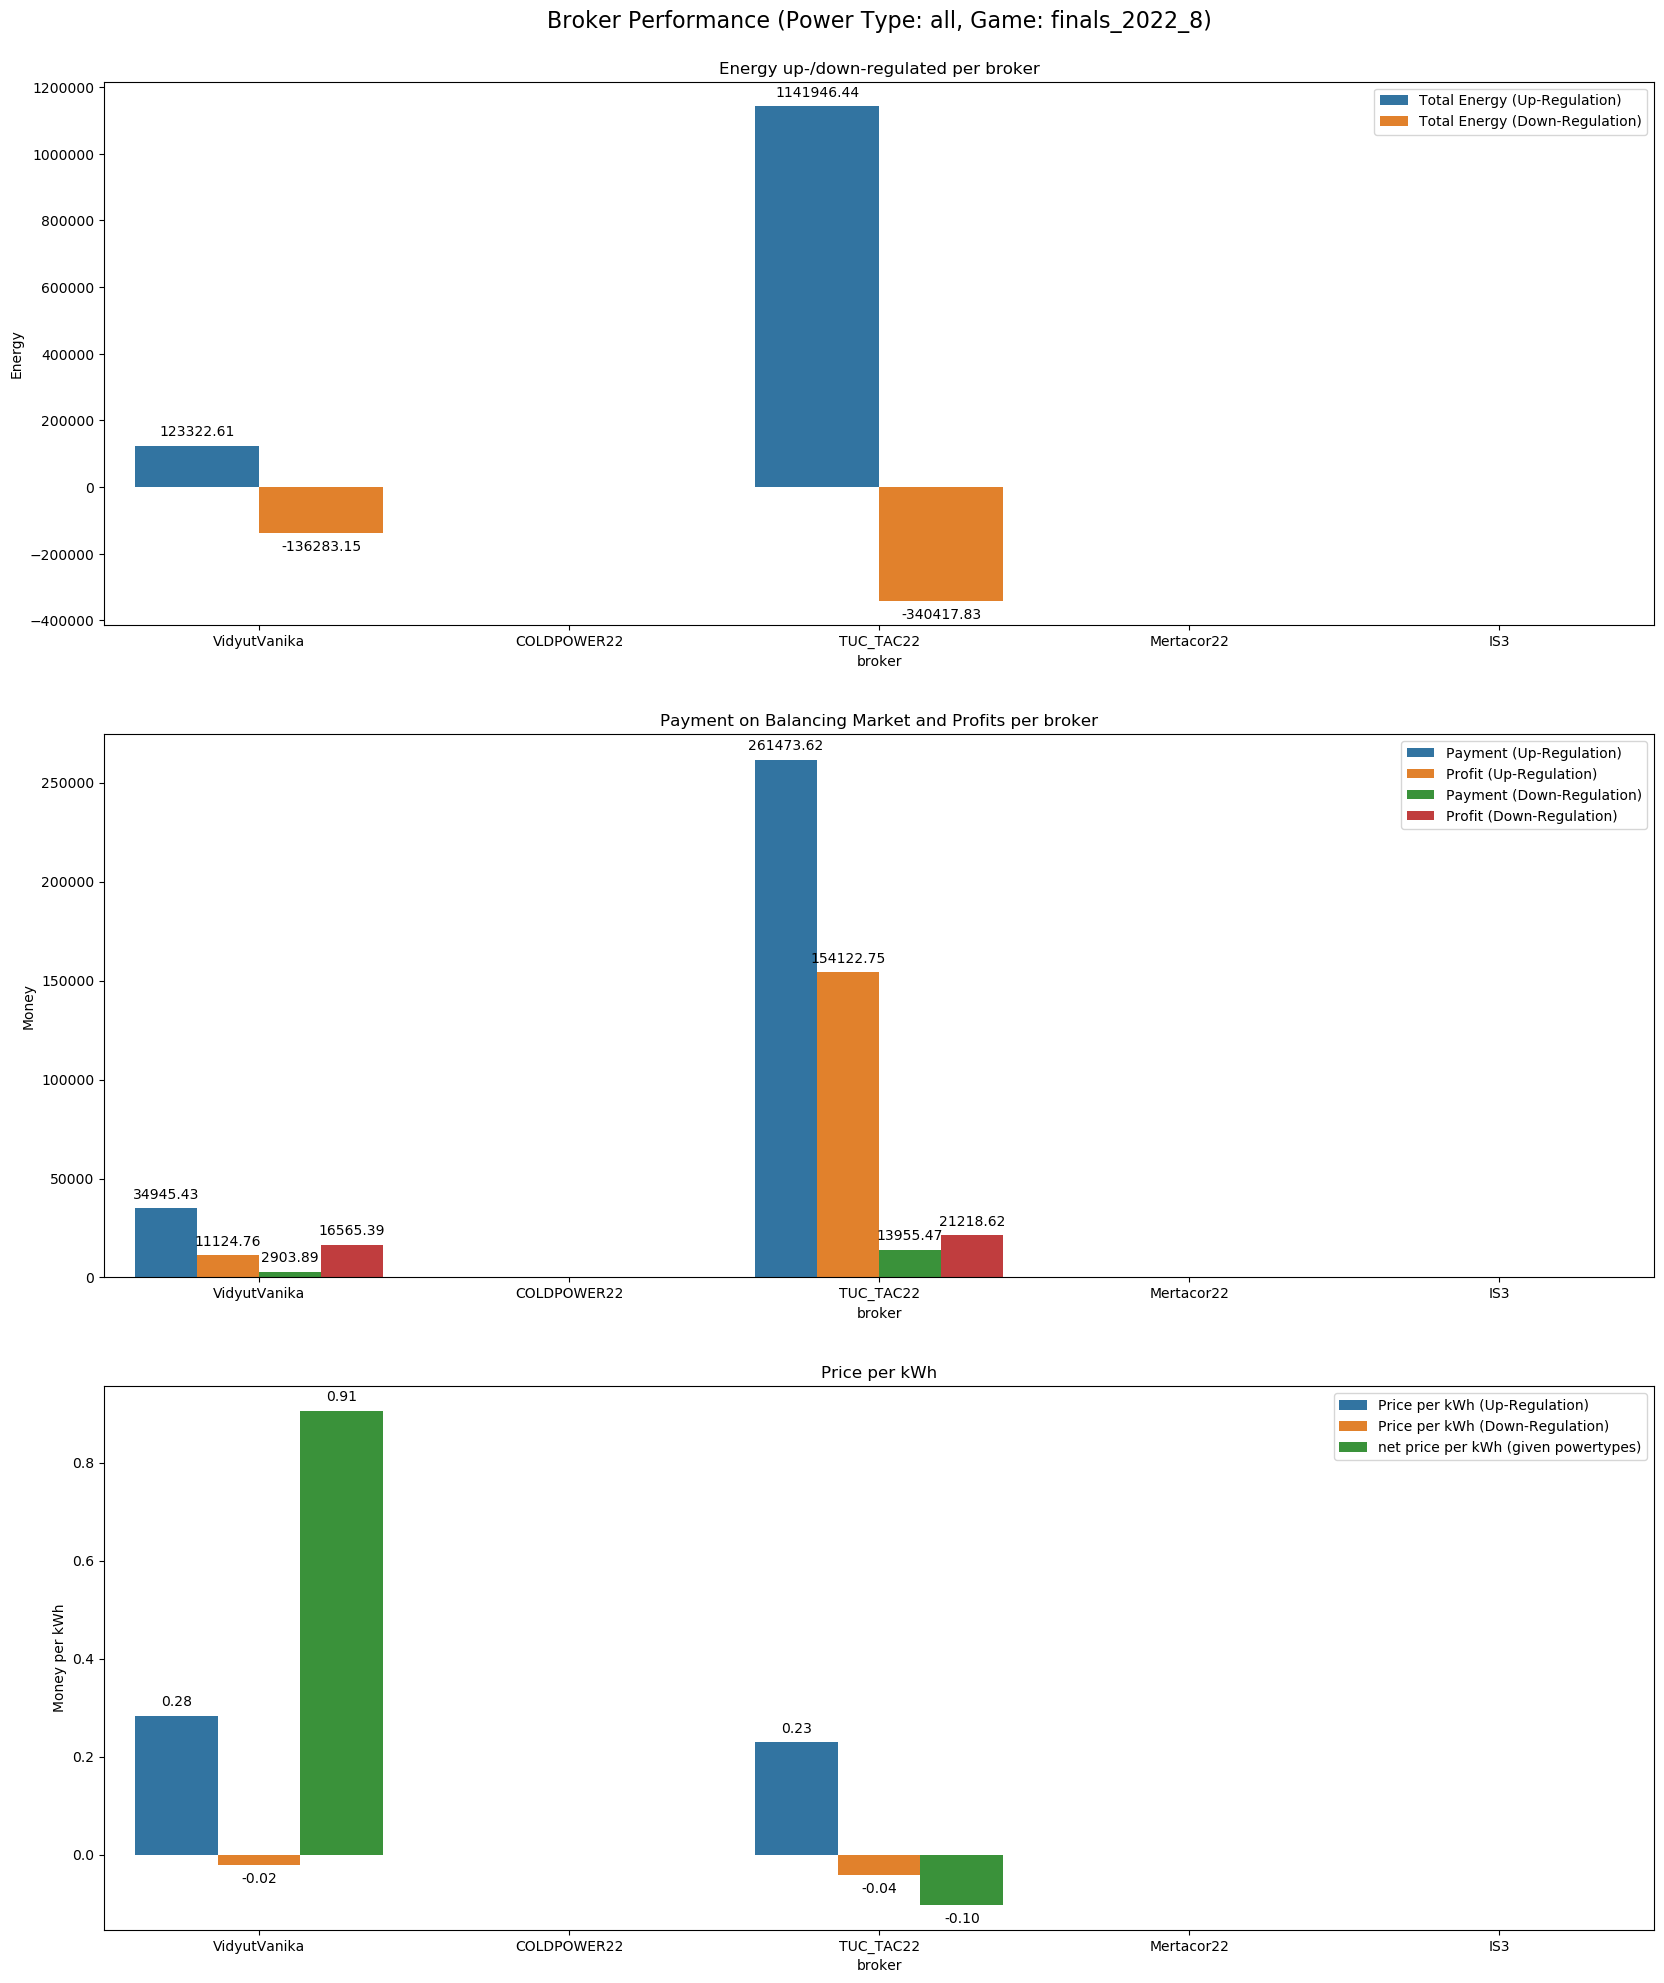 Broker Performance (Power Type: all, Game: finals_2022_8)
Energy up-/down-regulated per broker
1200000
1000000
800000
600000
400000
200000
0
−200000
−400000
Energy
1141946.44
123322.61
-136283.15
-340417.83
Total Energy (Up-Regulation)
Total Energy (Down-Regulation)
VidyutVanika
COLDPOWER22
TUC_TAC22
Mertacor22
IS3
broker
Payment on Balancing Market and Profits per broker
250000
200000
150000
100000
50000
0
Money
261473.62
154122.75
34945.43
11124.76
2903.89
16565.39
13955.47
21218.62
Payment (Up-Regulation)
Profit (Up-Regulation)
Payment (Down-Regulation)
Profit (Down-Regulation)
VidyutVanika
COLDPOWER22
TUC_TAC22
Mertacor22
IS3
broker
Price per kWh
0.8
0.6
0.4
0.2
0.0
Money per kWh
0.91
0.28
-0.02
0.23
-0.04
-0.10
Price per kWh (Up-Regulation)
Price per kWh (Down-Regulation)
net price per kWh (given powertypes)
VidyutVanika
COLDPOWER22
TUC_TAC22
Mertacor22
IS3
broker